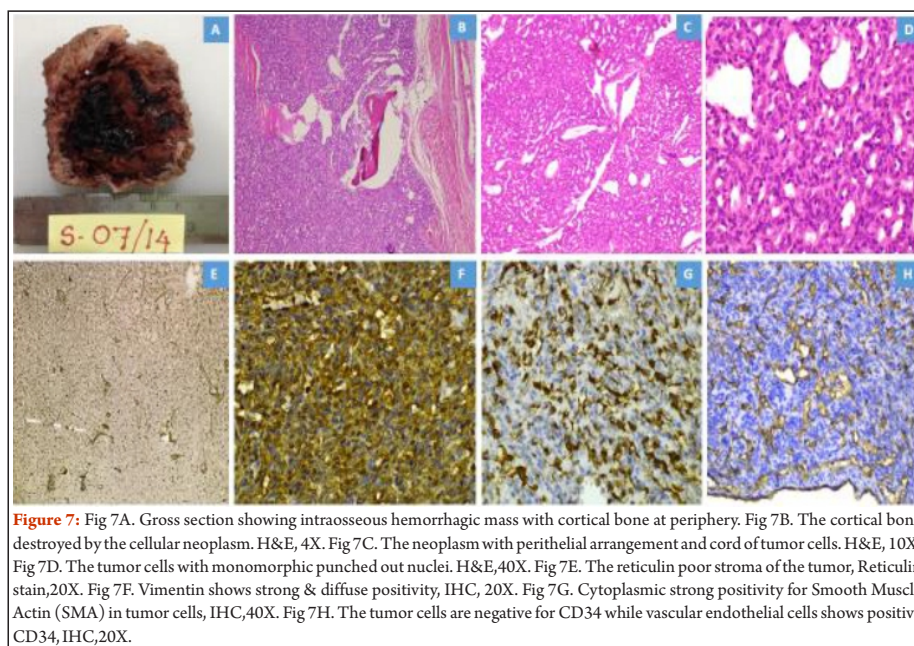 A
B
C
D
S-07/14
E
F
G
H
Figure 7: Fig 7A. Gross section showing intraosseous hemorrhagic mass with cortical bone at periphery. Fig 7B. The cortical bon
destroyed by the cellular neoplasm. H&E, 4X. Fig 7C. The neoplasm with perithelial arrangement and cord of tumor cells. H&E, 10X
Fig 7D. The tumor cells with monomorphic punched out nuclei. H&E,40X. Fig 7E. The reticulin poor stroma of the tumor, Reticulin
stain,20X. Fig 7F. Vimentin shows strong & diffuse positivity, IHC, 20X. Fig 7G. Cytoplasmic strong positivity for Smooth Muscl
Actin (SMA) in tumor cells, IHC,40X. Fig 7H. The tumor cells are negative for CD34 while vascular endothelial cells shows positiv
CD34, IHC,20X.